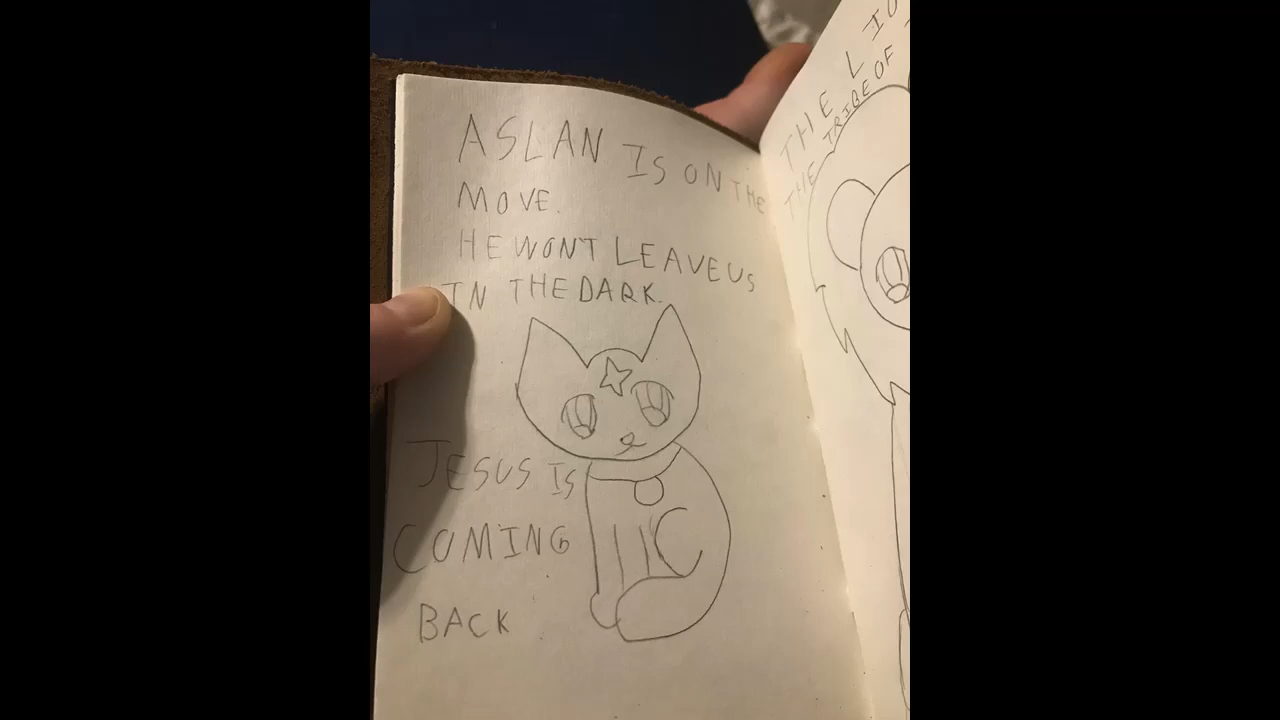 ASLAN IS ON THE
MOVE.
HE WONT LEAVE US
IN THE DARK.
JESUS IS
COMING
BACK
THE LIO
THE TRIBE OF